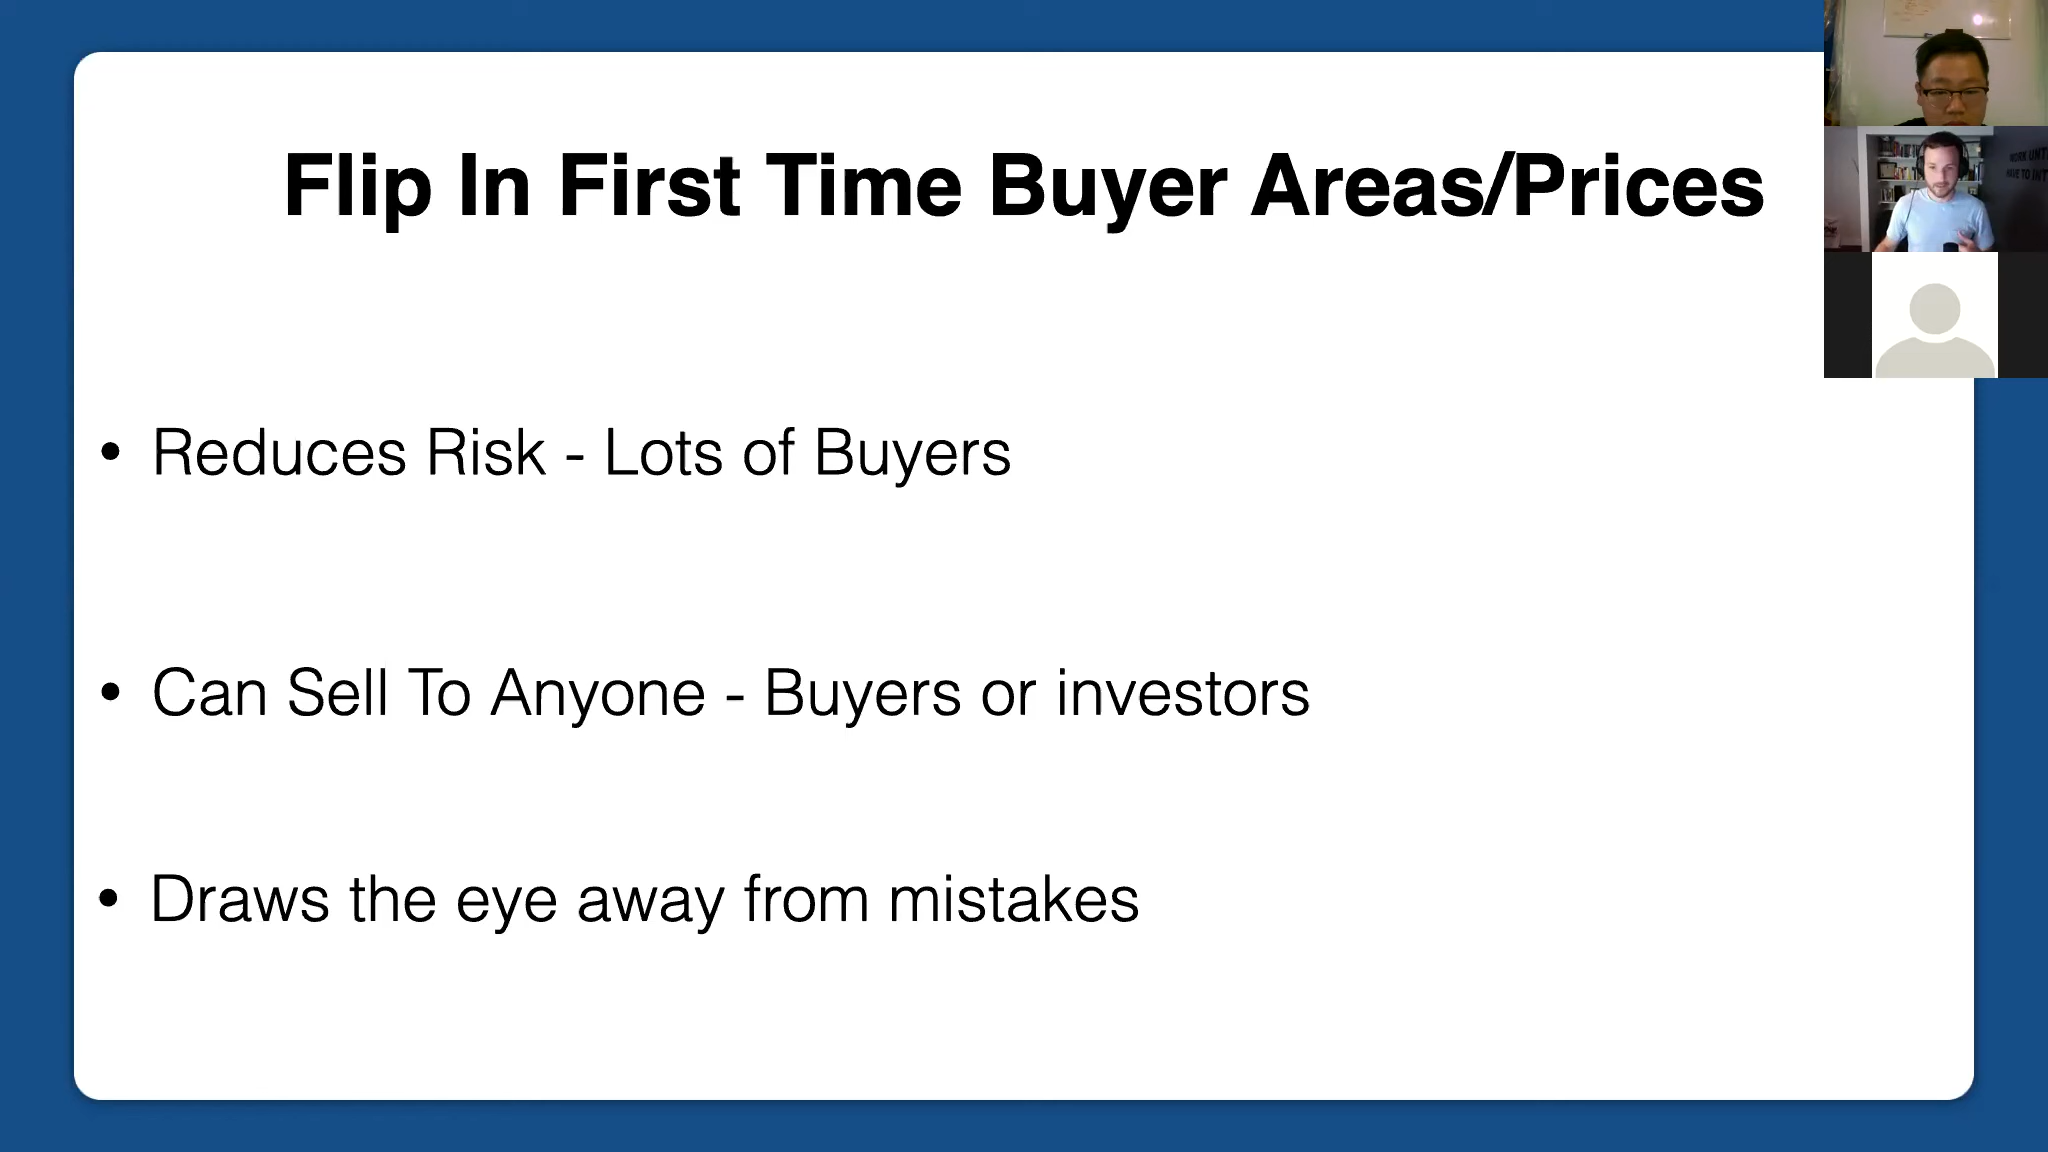 Flip In First Time Buyer Areas/Prices
• Reduces Risk - Lots of Buyers
• Can Sell To Anyone - Buyers or investors
• Draws the eye away from mistakes